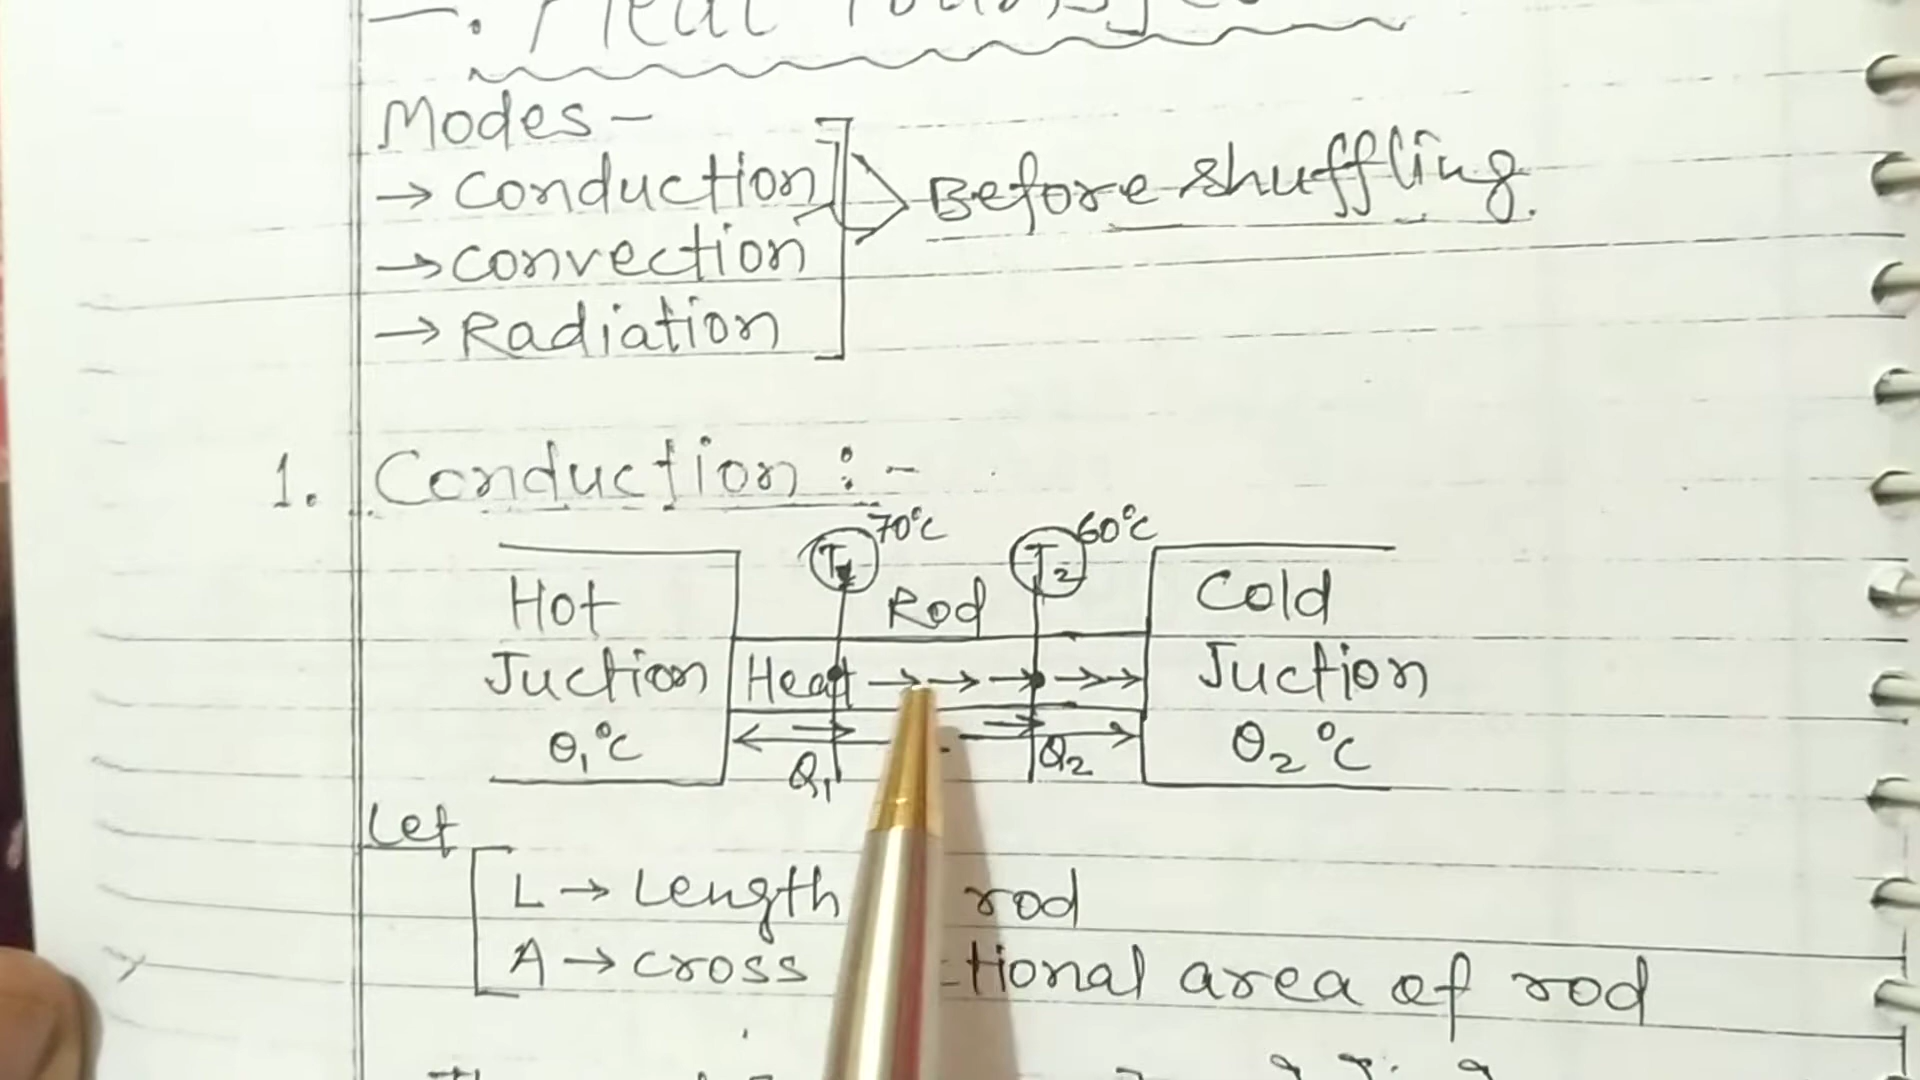 Modes -
→ Conduction
→ Convection
→ Radiation
Before shuffling.
1. Conduction :-
T1 70°C T2 60°C
Hot Juction θ₁°C
Rod
Heat →→→→→
Q₁ Q₂
Cold Juction θ₂ °C
Let
L → Length rod
A → cross area of rod